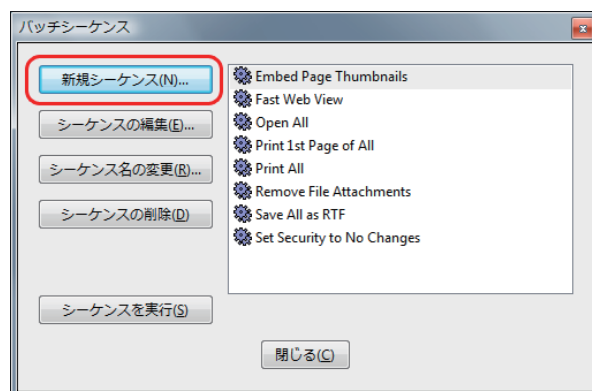 バッチシーケンス
新規シーケンス(N)...
シーケンスの編集(E)...
シーケンス名の変更(R)...
シーケンスの削除(D)
シーケンスを実行(S)
Embed Page Thumbnails
Fast Web View
Open All
Print 1st Page of All
Print All
Remove File Attachments
Save All as RTF
Set Security to No Changes
閉じる(C)